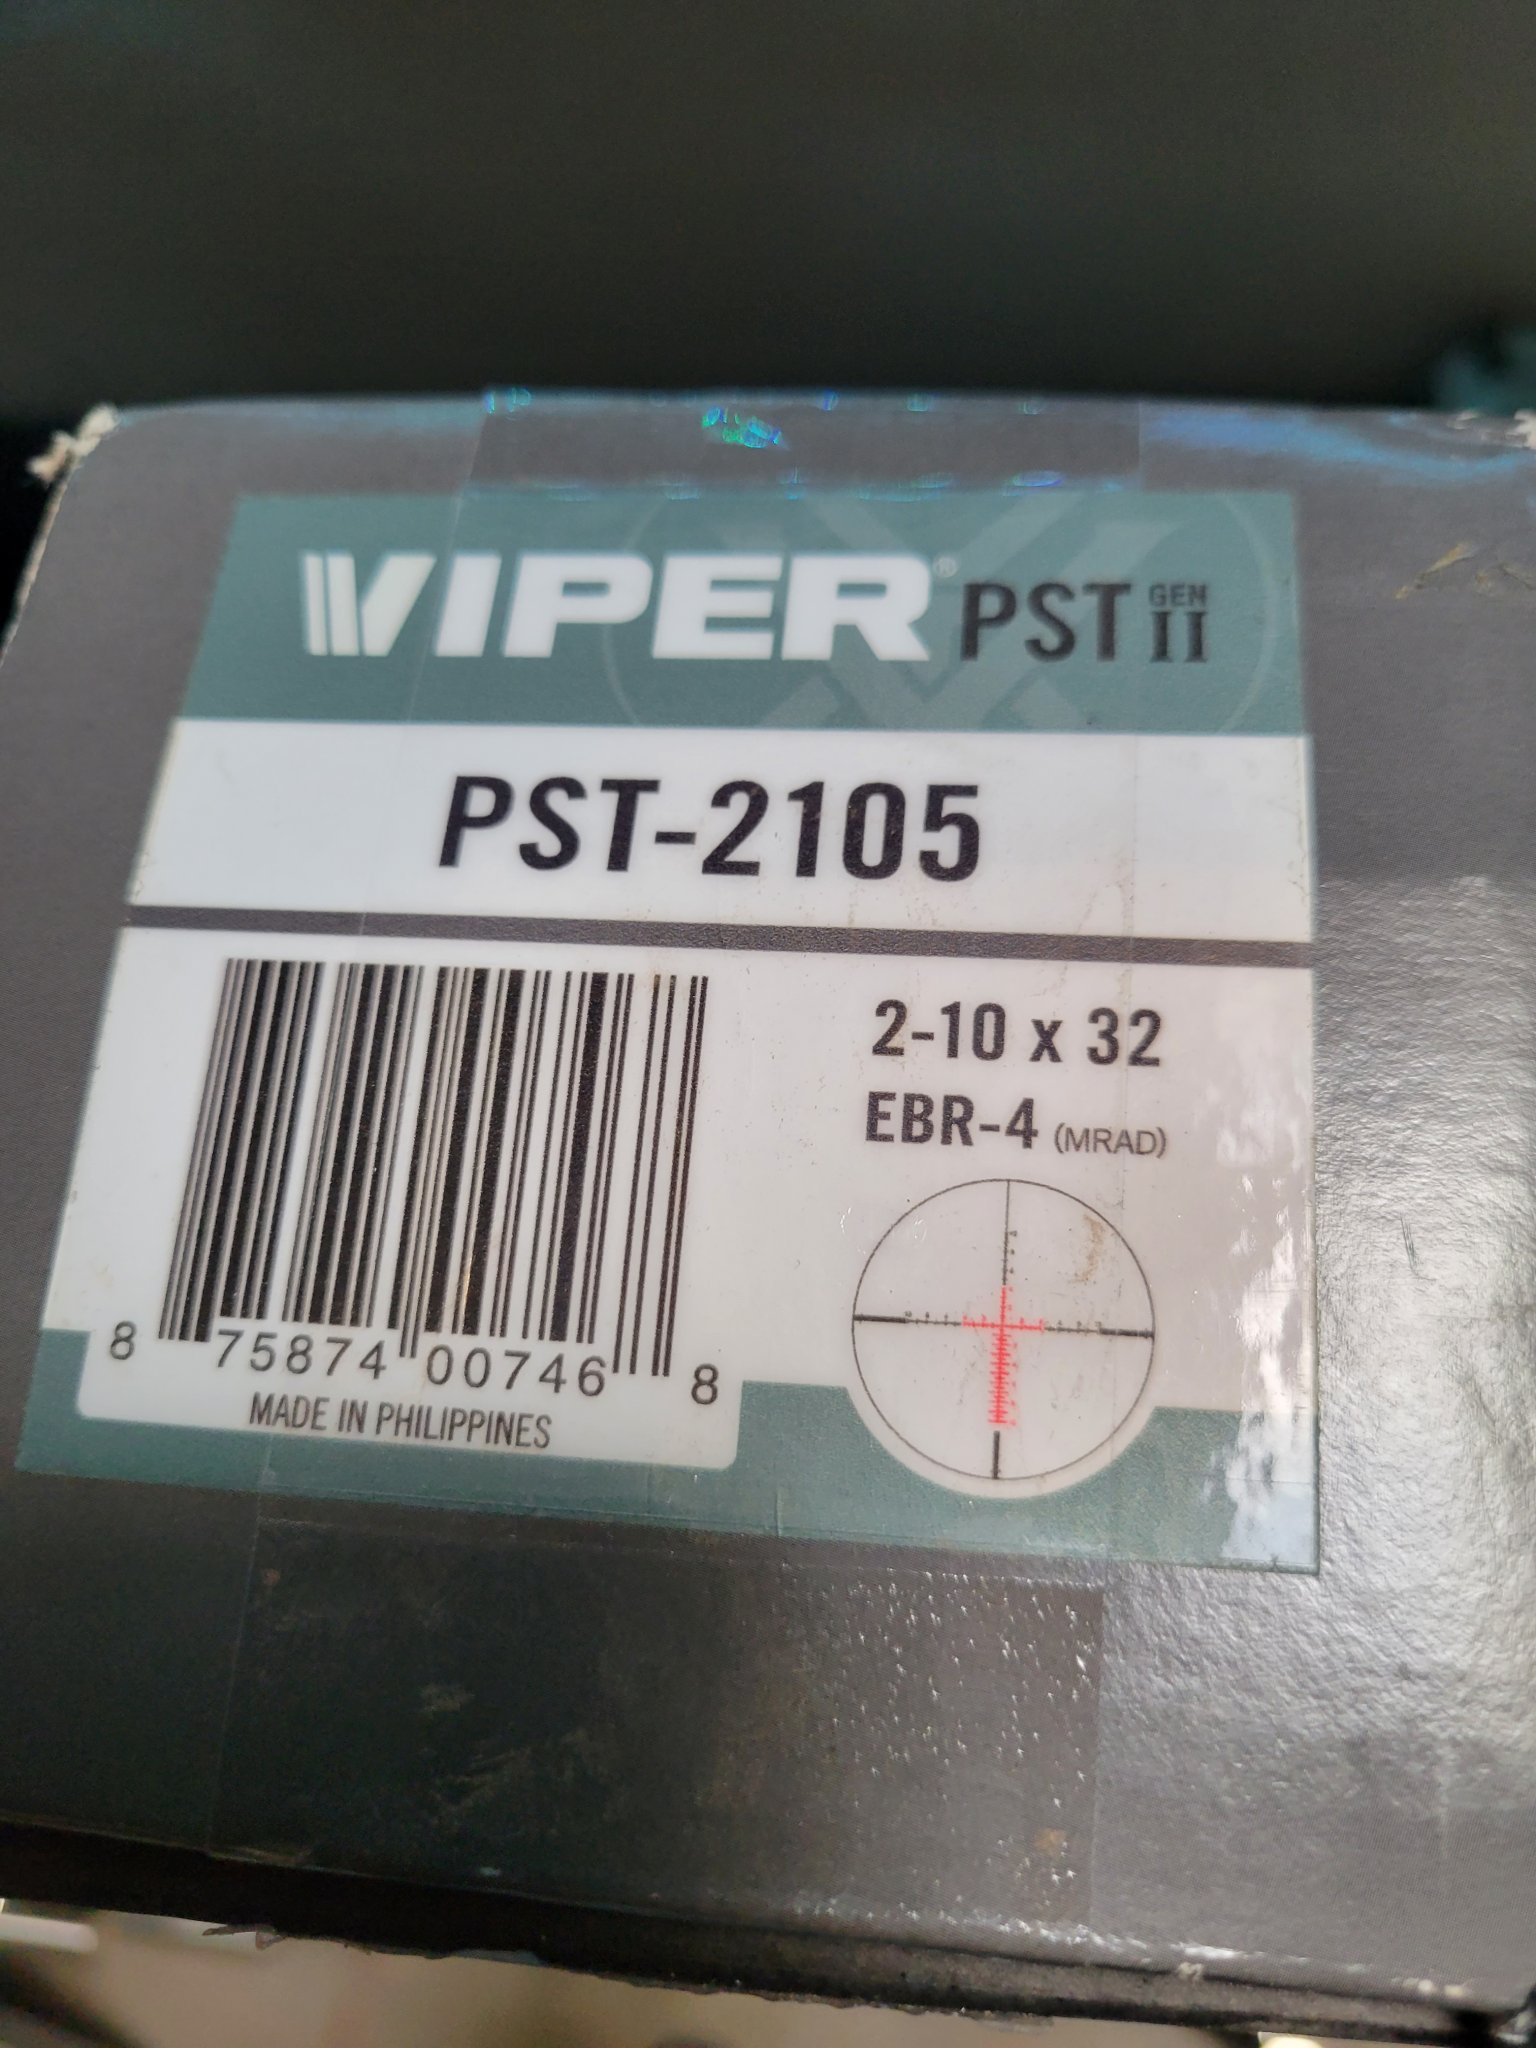 VIPER® PST GEN II
PST-2105
2-10 x 32
EBR-4 (MRAD)
8 75874 00746 8
MADE IN PHILIPPINES